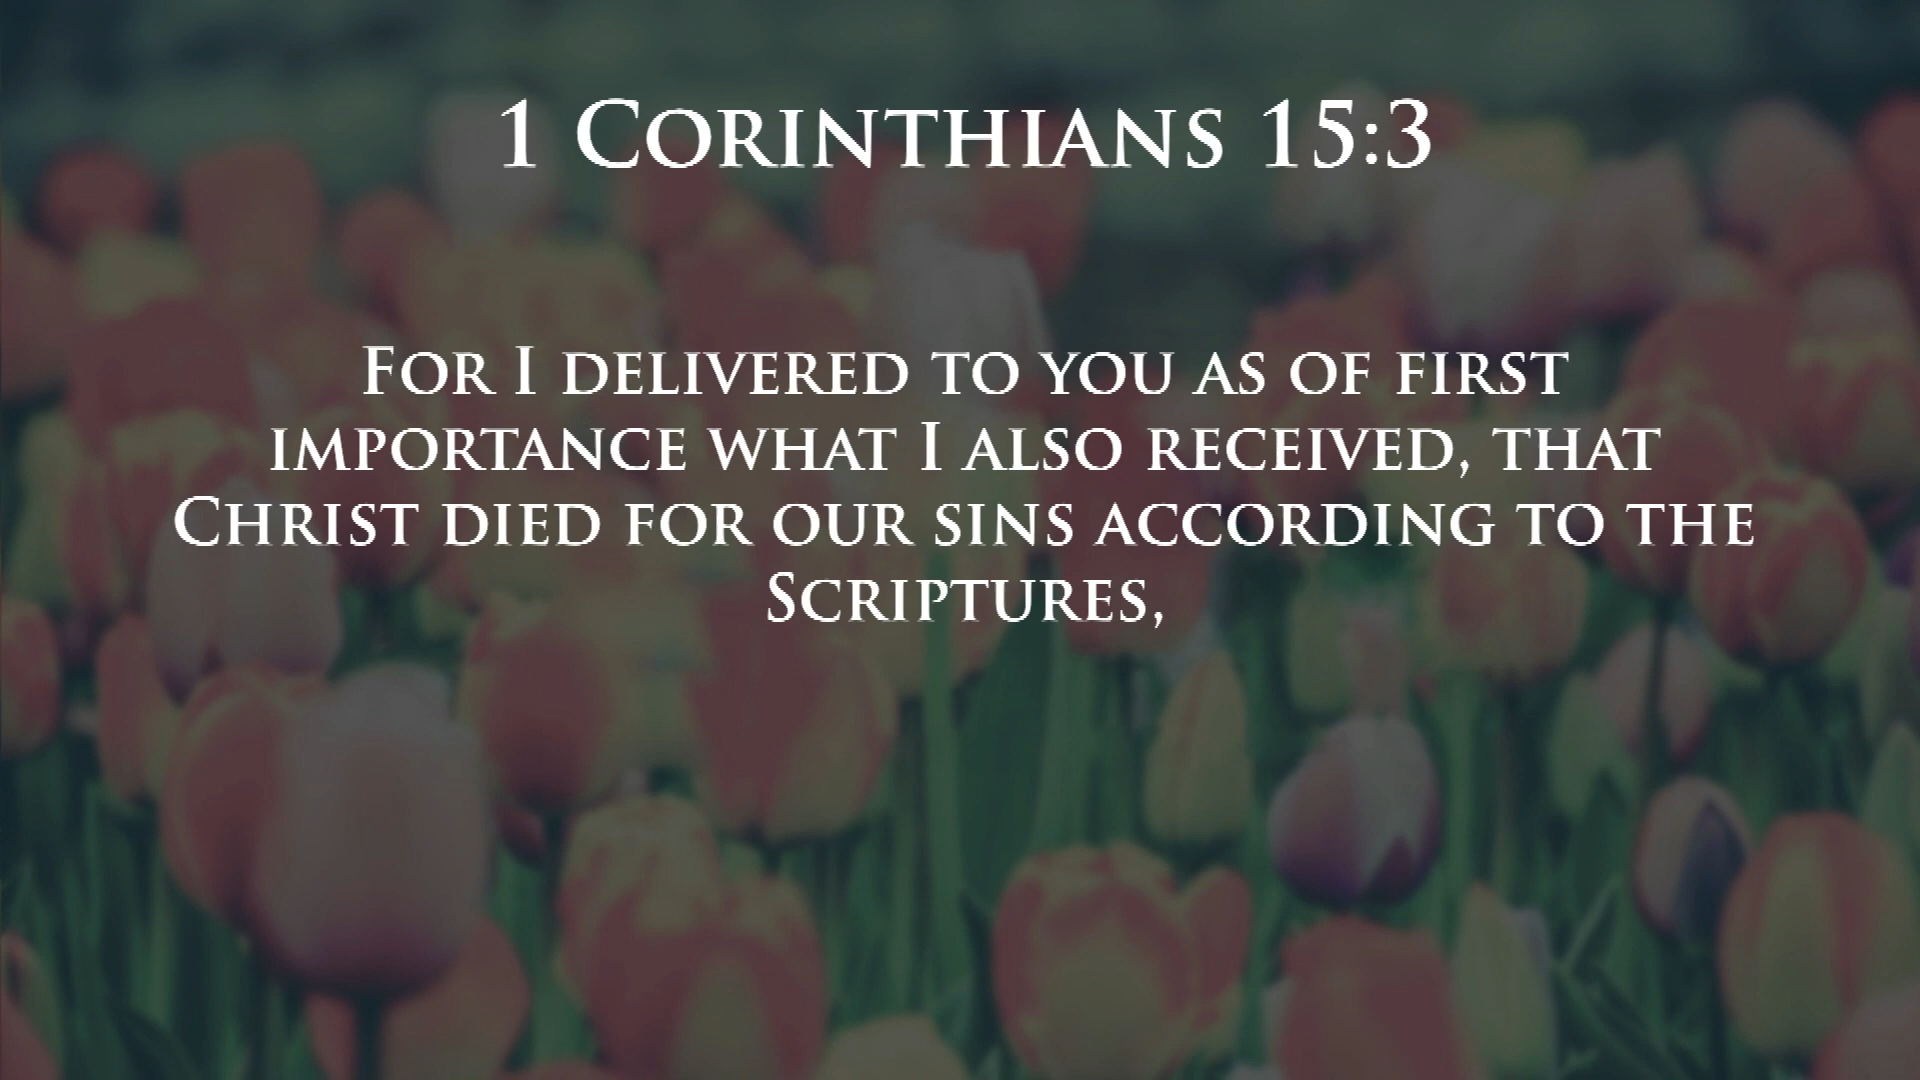 1 Corinthians 15:3
For I delivered to you as of first
importance what I also received, that
Christ died for our sins according to the
Scriptures,